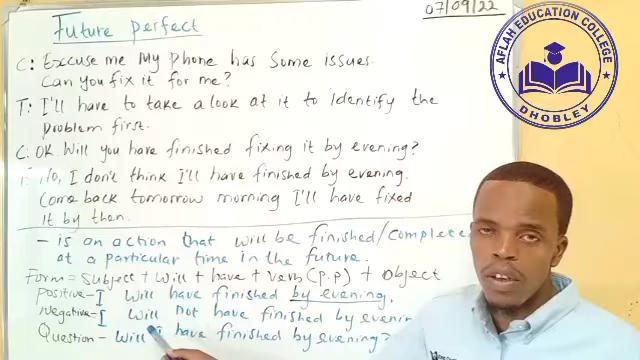 Future perfect
07/09/22
C: Excuse me My phone has some issues.
Can you fix it for me?
T: I'll have to take a look at it to identify the
problem first.
C: OK. Will you have finished fixing it by evening?
No, I don't think I'll have finished by evening.
Come back tomorrow morning I'll have fixed
it by then.
- is an action that will be finished/complete
at a particular time in the future.
Form = Subject + will + have + verb (p.p) + object
Positive - I will have finished by evening.
Negative = I will not have finished by evenin
Question - will I have finished by evening?
AFLAH EDUCATION COLLEGE
DHOBLEY